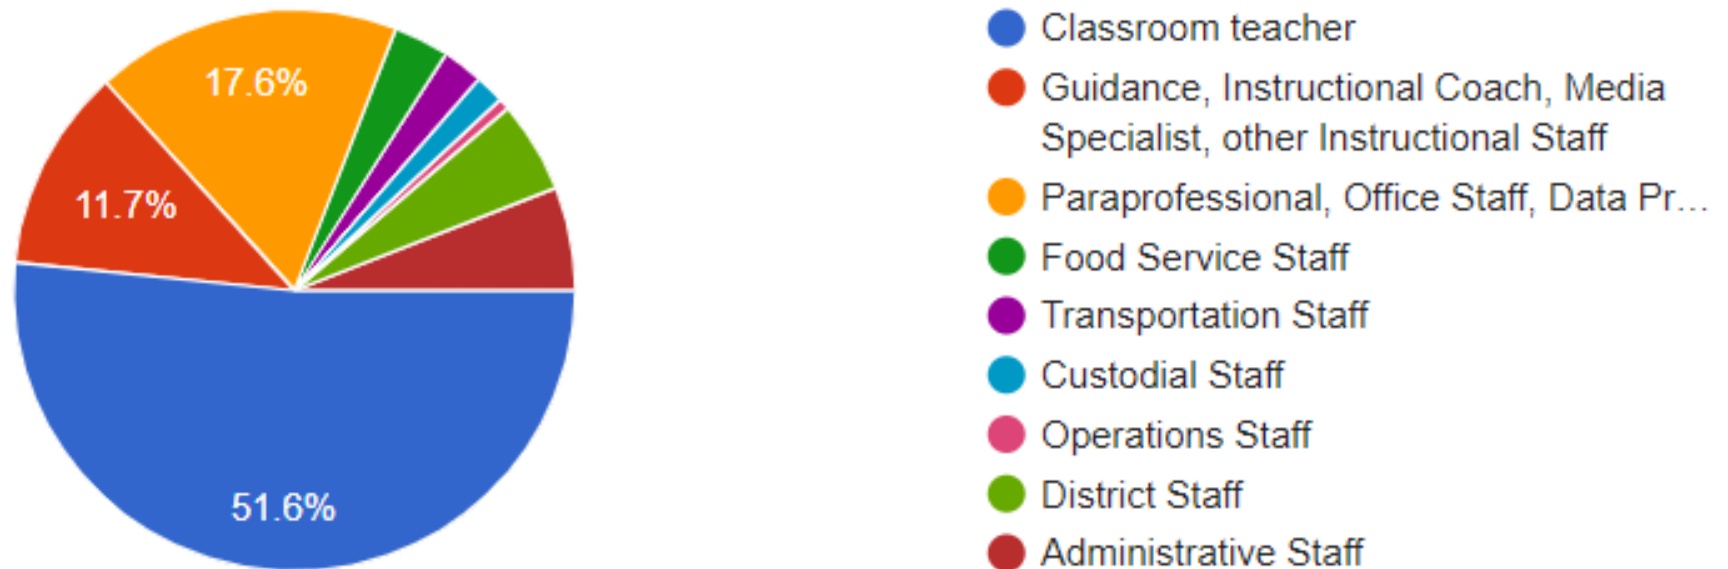 17.6%
11.7%
51.6%
Classroom teacher
Guidance, Instructional Coach, Media
Specialist, other Instructional Staff
Paraprofessional, Office Staff, Data Pr...
Food Service Staff
Transportation Staff
Custodial Staff
Operations Staff
District Staff
Administrative Staff